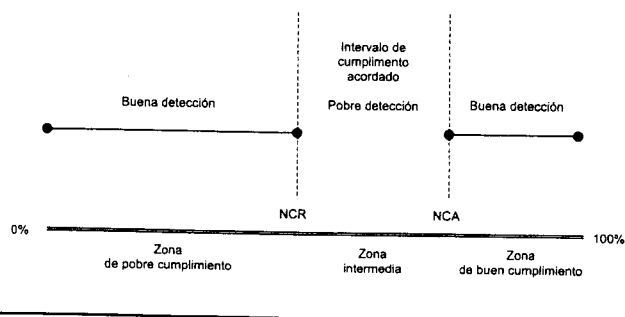 Intervalo de
cumplimento
acordado
Buena detección
Pobre detección
Buena detección
NCR
NCA
0%
100%
Zona
de pobre cumplimiento
Zona
intermedia
Zona
de buen cumplimiento